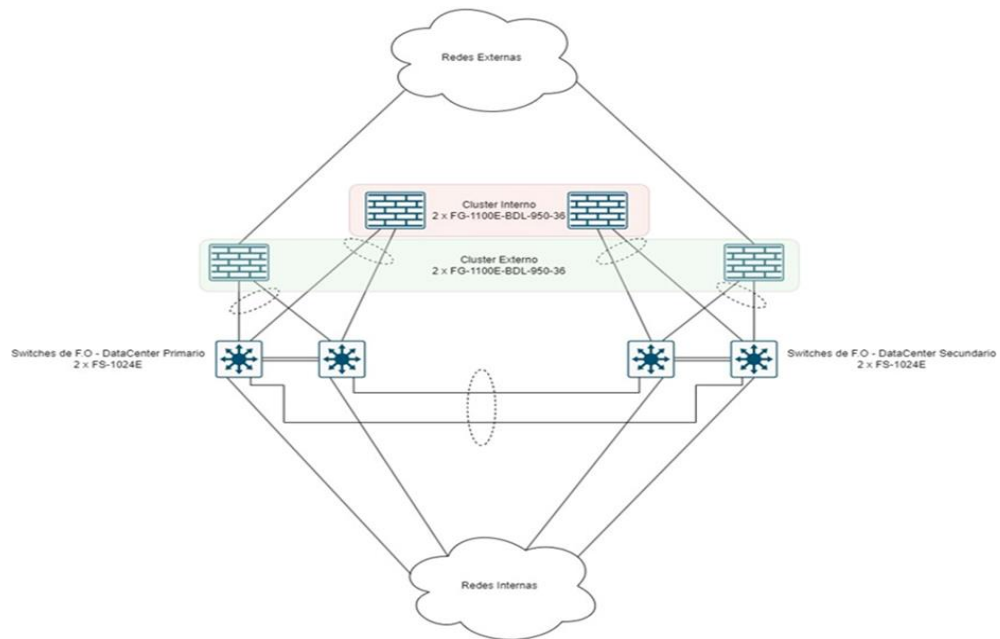 Redes Externas
Cluster Interno
2 x FG-1100E-BDL-950-36
Cluster Externo
2 x FG-1100E-BDL-950-36
Switches de F.O - DataCenter Primario
2 x FS-1024E
Switches de F.O - DataCenter Secundario
2 x FS-1024E
Redes Internas